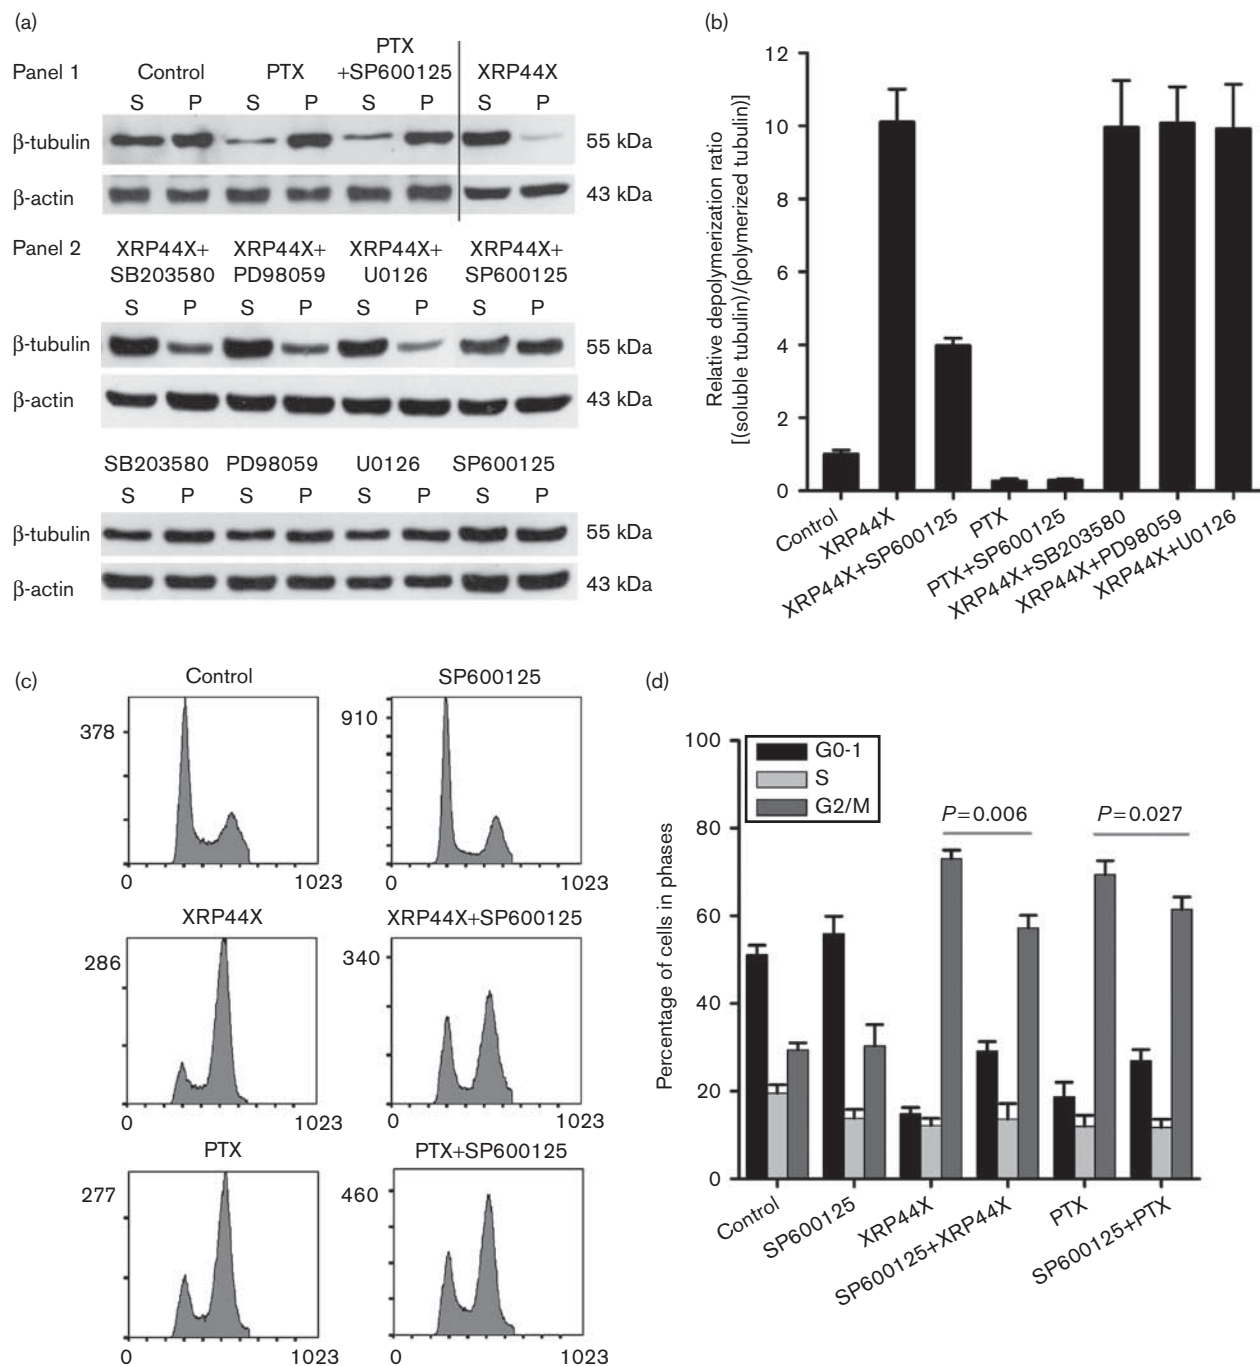 (a)
Panel 1
Control
PTX
PTX
+SP600125
XRP44X
S P S P S P S P
β-tubulin
55 kDa
β-actin
43 kDa
Panel 2
XRP44X+
SB203580
XRP44X+
PD98059
XRP44X+
U0126
XRP44X+
SP600125
S P S P S P S P
β-tubulin
55 kDa
β-actin
43 kDa
SB203580 PD98059 U0126 SP600125
S P S P S P S P
β-tubulin
55 kDa
β-actin
43 kDa
(b)
Relative depolymerization ratio
[(soluble tubulin)/(polymerized tubulin)]
12
10
8
6
4
2
0
Control
XRP44X
XRP44X+SP600125
PTX
PTX+SP600125
XRP44X+SB203580
XRP44X+PD98059
XRP44X+U0126
(c)
Control
378
0 1023
SP600125
910
0 1023
XRP44X
286
0 1023
XRP44X+SP600125
340
0 1023
PTX
277
0 1023
PTX+SP600125
460
0 1023
(d)
Percentage of cells in phases
100
80
60
40
20
0
G0-1
S
G2/M
P=0.006
P=0.027
Control
SP600125
XRP44X
SP600125+XRP44X
PTX
SP600125+PTX